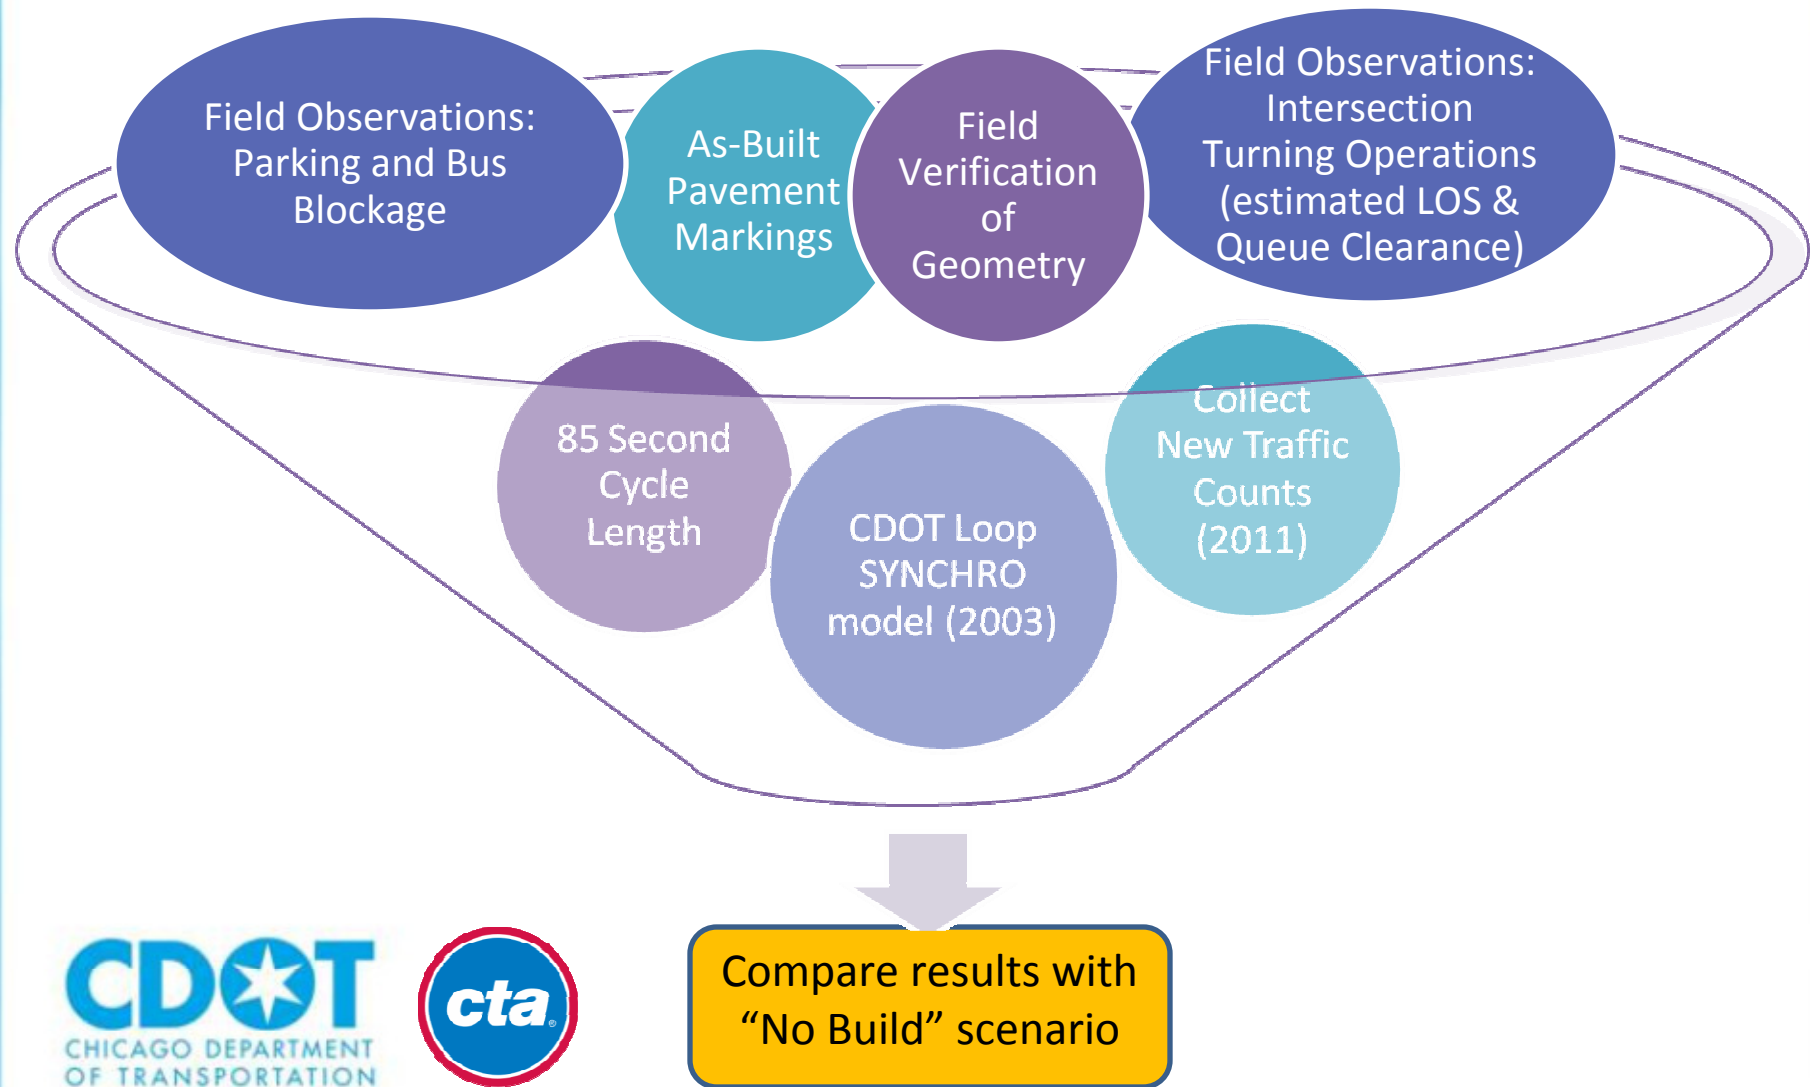 Field Observations:
Parking and Bus
Blockage
As-Built
Pavement
Markings
Field
Verification
of
Geometry
Field Observations:
Intersection
Turning Operations
(estimated LOS &
Queue Clearance)
85 Second
Cycle
Length
CDOT Loop
SYNCHRO
model (2003)
Collect
New Traffic
Counts
(2011)
Compare results with
“No Build” scenario
CDOT
CHICAGO DEPARTMENT
OF TRANSPORTATION
cta®